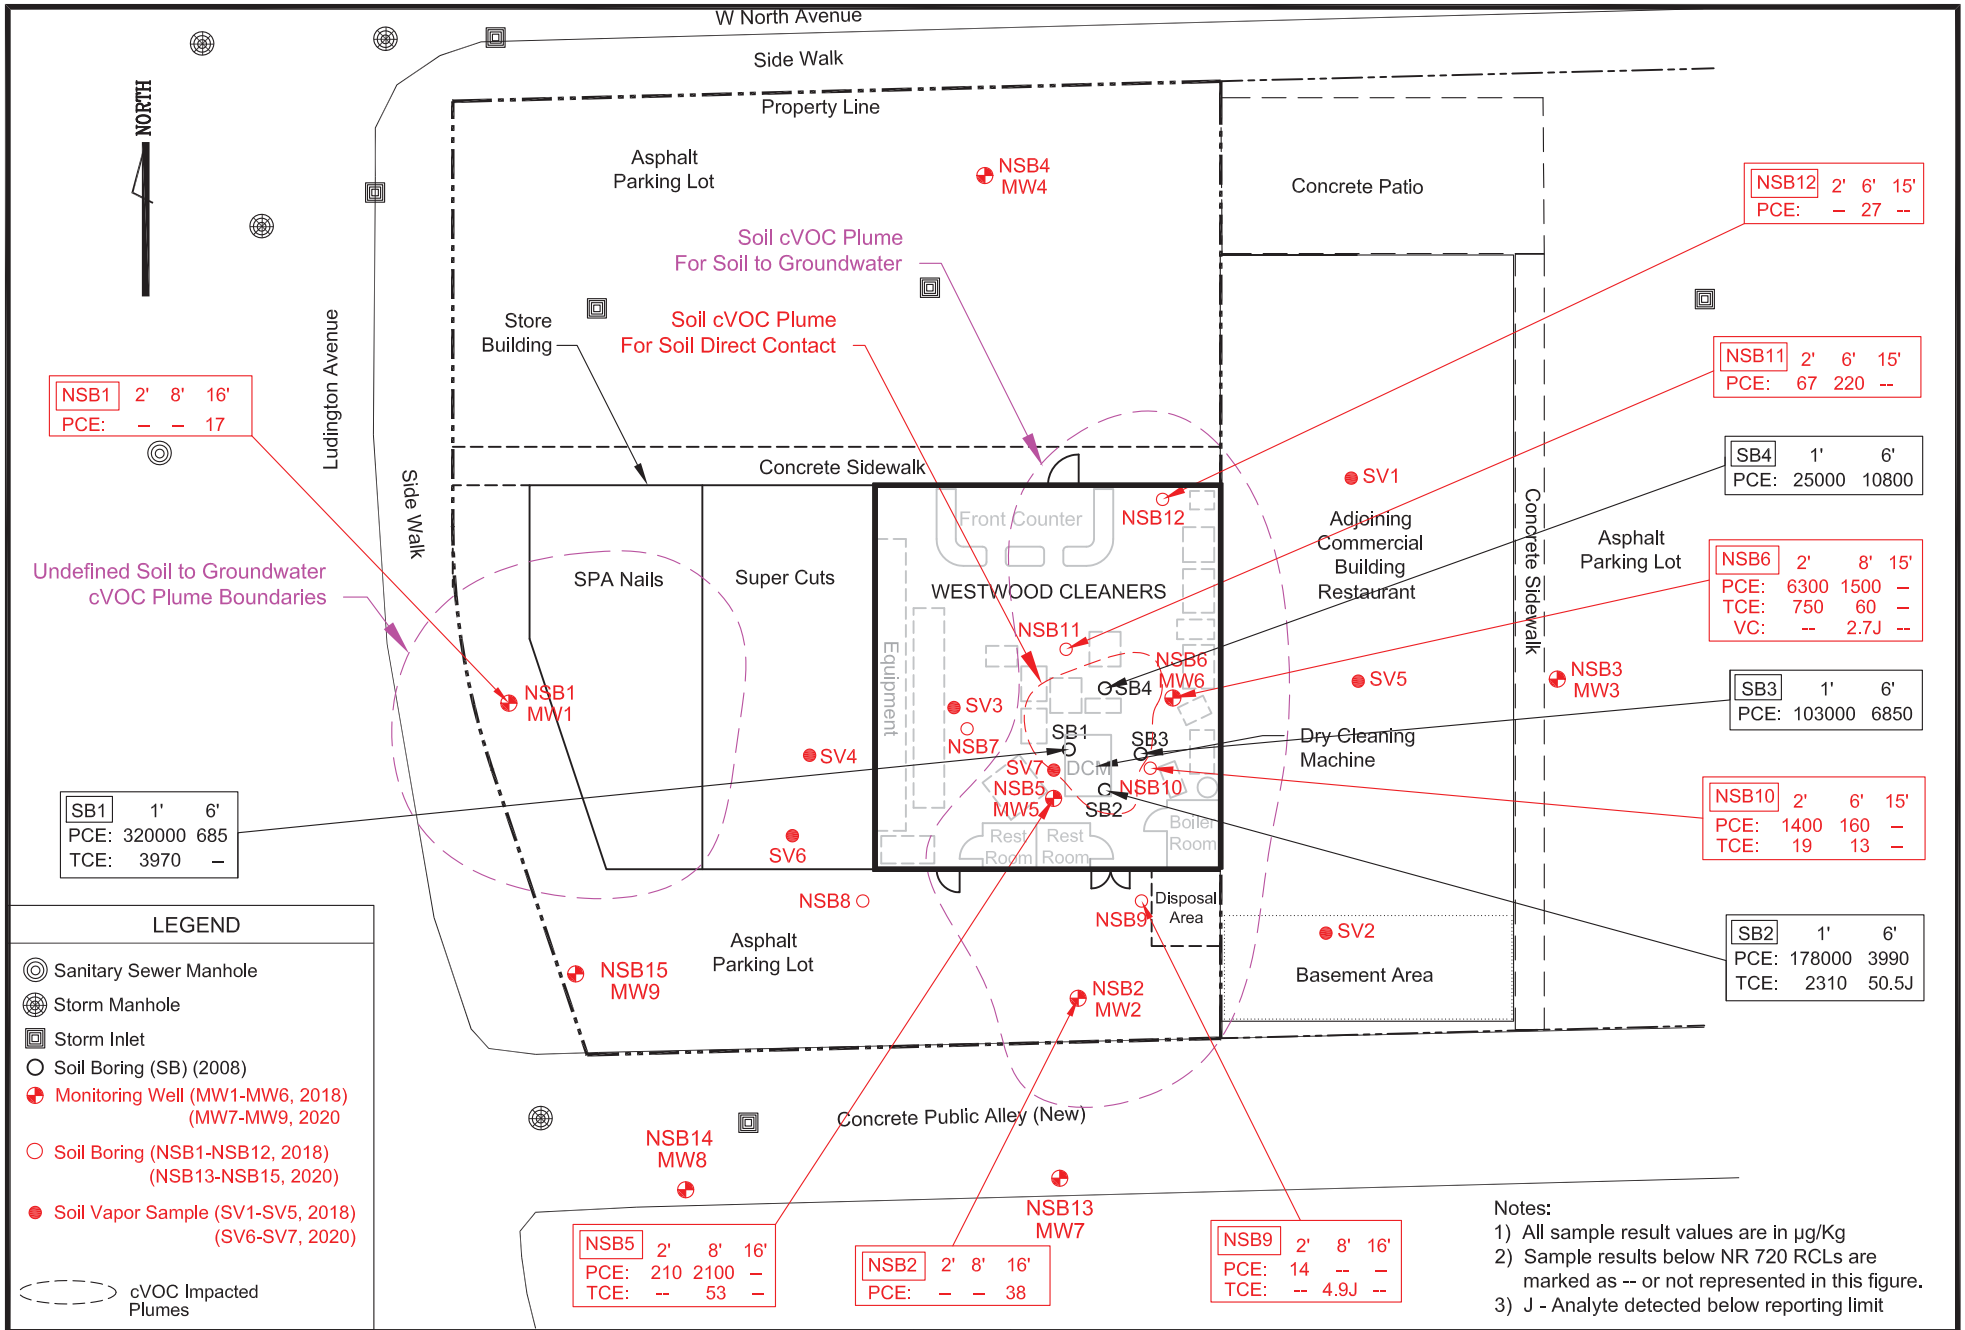 W North Avenue
Side Walk
Property Line
NORTH
Asphalt
Parking Lot
NSB4
MW4
Concrete Patio
NSB12 2' 6' 15'
PCE: – 27 --
Soil cVOC Plume
For Soil to Groundwater
Store
Building
Soil cVOC Plume
For Soil Direct Contact
Ludington Avenue
NSB11 2' 6' 15'
PCE: 67 220 --
NSB1 2' 8' 16'
PCE: – – 17
SB4 1' 6'
PCE: 25000 10800
Side Walk
Concrete Sidewalk
SV1
Concrete Sidewalk
Front Counter
NSB12
Adjoining
Commercial
Building
Restaurant
Asphalt
Parking Lot
Undefined Soil to Groundwater
cVOC Plume Boundaries
SPA Nails
Super Cuts
WESTWOOD CLEANERS
NSB6 2' 8' 15'
PCE: 6300 1500 –
TCE: 750 60 –
VC: -- 2.7J --
NSB11
Equipment
NSB6
MW6
SB4
SV5
NSB3
MW3
SB3 1' 6'
PCE: 103000 6850
NSB1
MW1
SV3
NSB7
SB1
SB3
Dry Cleaning
Machine
SV4
SV7
DCM
NSB5
MW5
NSB10
SB2
NSB10 2' 6' 15'
PCE: 1400 160 –
TCE: 19 13 –
SB1 1' 6'
PCE: 320000 685
TCE: 3970 –
SV6
Rest
Room
Rest
Room
Boiler
Room
NSB8
NSB9
Disposal
Area
SV2
Basement Area
SB2 1' 6'
PCE: 178000 3990
TCE: 2310 50.5J
Asphalt
Parking Lot
NSB15
MW9
NSB2
MW2
LEGEND
Sanitary Sewer Manhole
Storm Manhole
Storm Inlet
Soil Boring (SB) (2008)
Monitoring Well (MW1-MW6, 2018)
(MW7-MW9, 2020
Soil Boring (NSB1-NSB12, 2018)
(NSB13-NSB15, 2020)
Soil Vapor Sample (SV1-SV5, 2018)
(SV6-SV7, 2020)
cVOC Impacted
Plumes
Concrete Public Alley (New)
NSB14
MW8
NSB13
MW7
NSB5 2' 8' 16'
PCE: 210 2100 –
TCE: -- 53 --
NSB2 2' 8' 16'
PCE: – – 38
NSB9 2' 8' 16'
PCE: 14 -- –
TCE: -- 4.9J --
Notes:
1) All sample result values are in µg/Kg
2) Sample results below NR 720 RCLs are
marked as -- or not represented in this figure.
3) J - Analyte detected below reporting limit